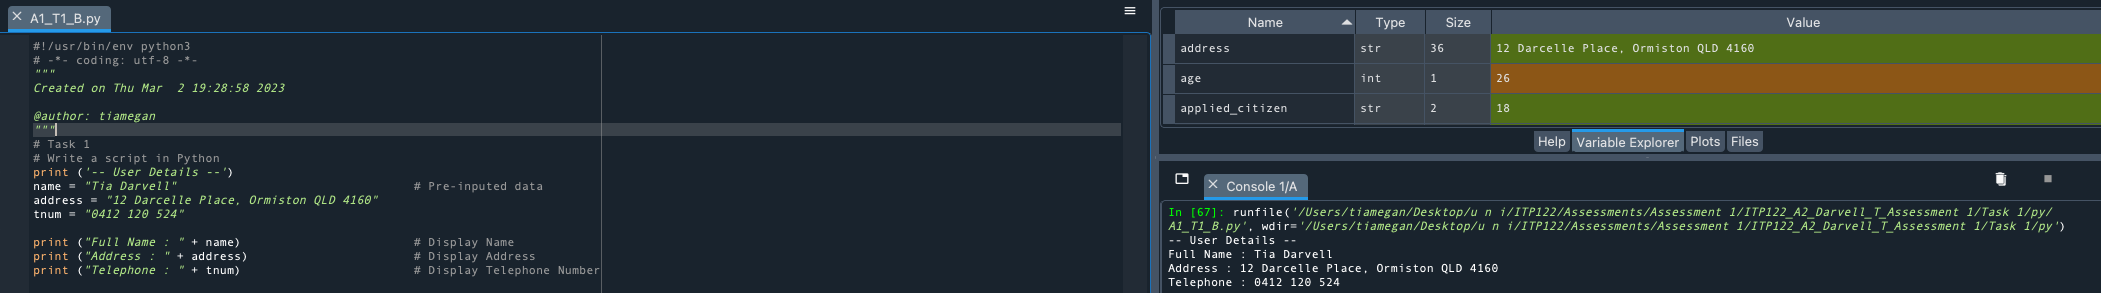 A1_T1_B.py
#!/usr/bin/env python3
# -*- coding: utf-8 -*-
"""
Created on Thu Mar  2 19:28:58 2023
@author: tiamegan
"""
# Task 1
# Write a script in Python
print ('-- User Details --')
name = "Tia Darvell" # Pre-inputed data
address = "12 Darcelle Place, Ormiston QLD 4160"
tnum = "0412 120 524"
print ("Full Name : " + name) # Display Name
print ("Address : " + address) # Display Address
print ("Telephone : " + tnum) # Display Telephone Number
Name Type Size Value
address str 36 12 Darcelle Place, Ormiston QLD 4160
age int 1 26
applied_citizen str 2 18
Help Variable Explorer Plots Files
Console 1/A
In [67]: runfile('/Users/tiamegan/Desktop/u n i/ITP122/Assessments/Assessment 1/ITP122_A2_Darvell_T_Assessment 1/Task 1/py/
A1_T1_B.py', wdir='/Users/tiamegan/Desktop/u n i/ITP122/Assessments/Assessment 1/ITP122_A2_Darvell_T_Assessment 1/Task 1/py')
-- User Details --
Full Name : Tia Darvell
Address : 12 Darcelle Place, Ormiston QLD 4160
Telephone : 0412 120 524